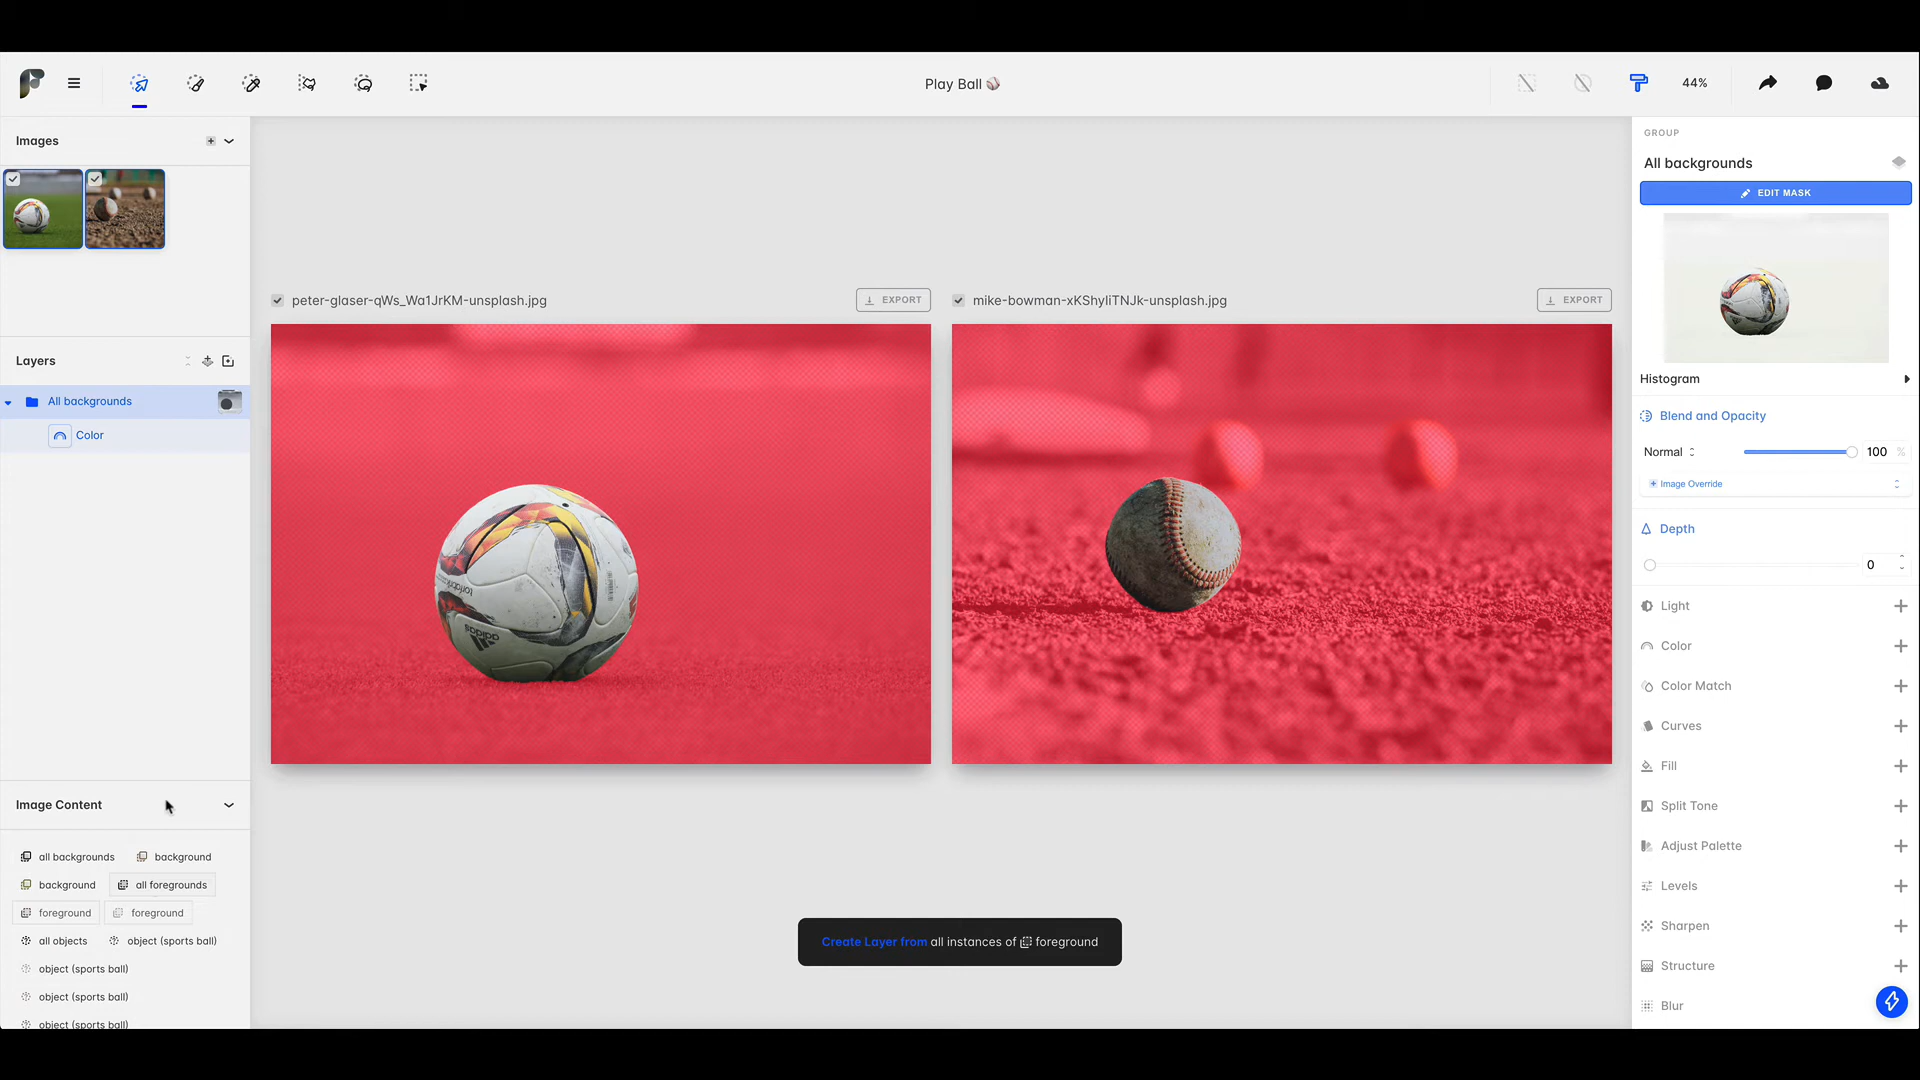 Play Ball
44%
Images
GROUP
All backgrounds
EDIT MASK
peter-glaser-qWs_Wa1JrKM-unsplash.jpg
EXPORT
mike-bowman-xKShyIiTNJk-unsplash.jpg
EXPORT
Layers
All backgrounds
Color
Histogram
Blend and Opacity
Normal
100 %
Image Override
Depth
0
Light
Color
Color Match
Curves
Fill
Split Tone
Adjust Palette
Levels
Sharpen
Structure
Blur
adidas
Image Content
all backgrounds
background
background
all foregrounds
foreground
foreground
all objects
object (sports ball)
object (sports ball)
object (sports ball)
object (sports ball)
Create Layer from all instances of foreground